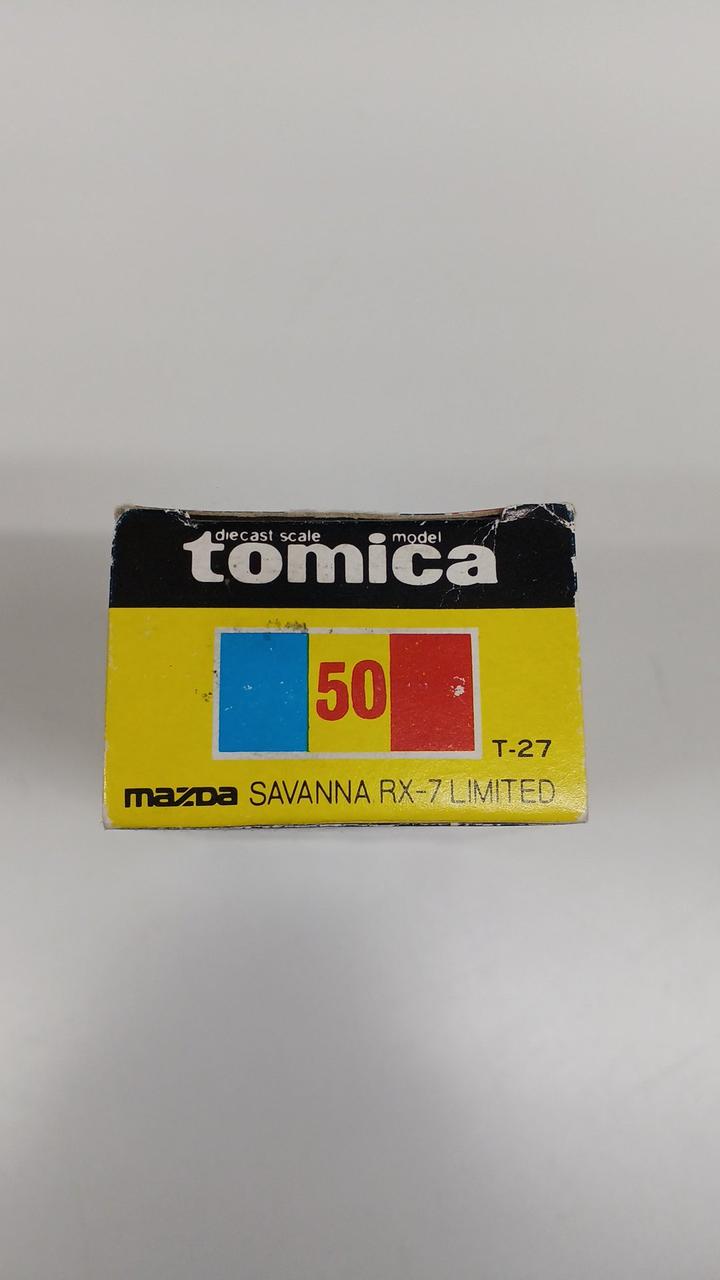 diecast scale model
tomica
50
T-27
mazda SAVANNA RX-7 LIMITED